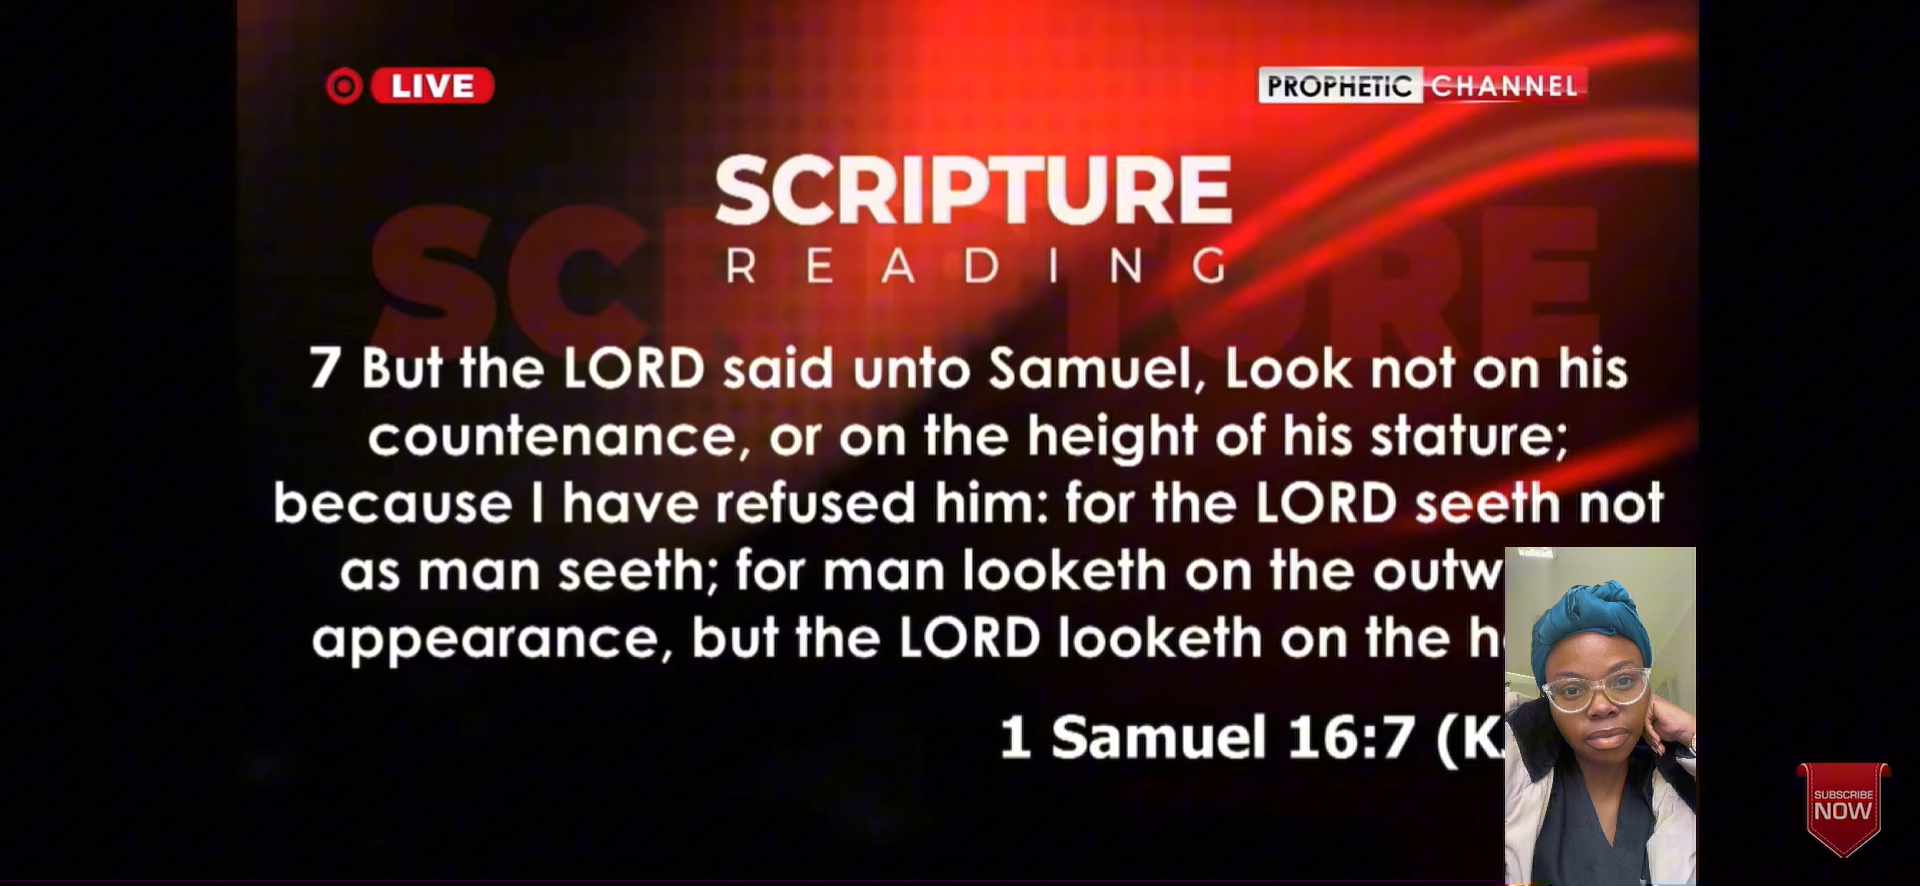 LIVE
PROPHETIC CHANNEL
SCRIPTURE
READING
SCRIPTURE
7 But the LORD said unto Samuel, Look not on his
countenance, or on the height of his stature;
because I have refused him: for the LORD seeth not
as man seeth; for man looketh on the
appearance, but the LORD looketh on the
1 Samuel 16:7
SUBSCRIBE
NOW